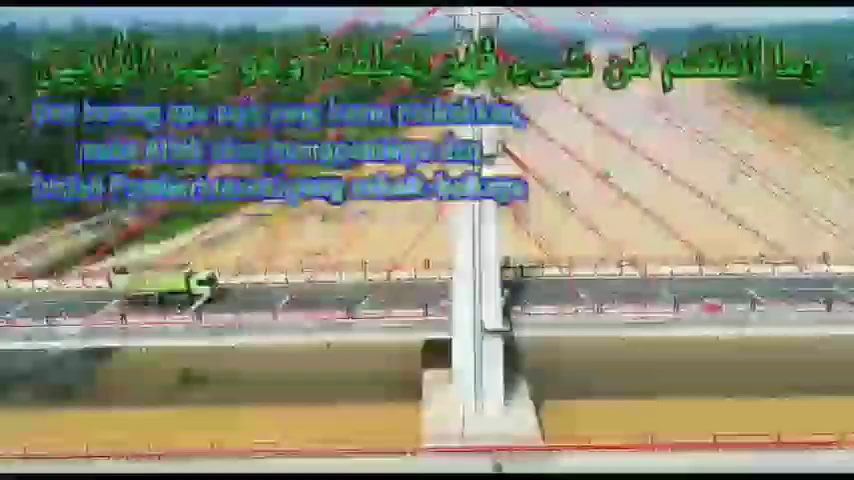 وما أنفقتم من شيء فهو يخلفه وهو خير الرازقين
Dan barang apa saja yang kamu nafkahkan,
maka Allah akan menggantinya dan
Dialah Pemberi rezeki yang sebaik-baiknya